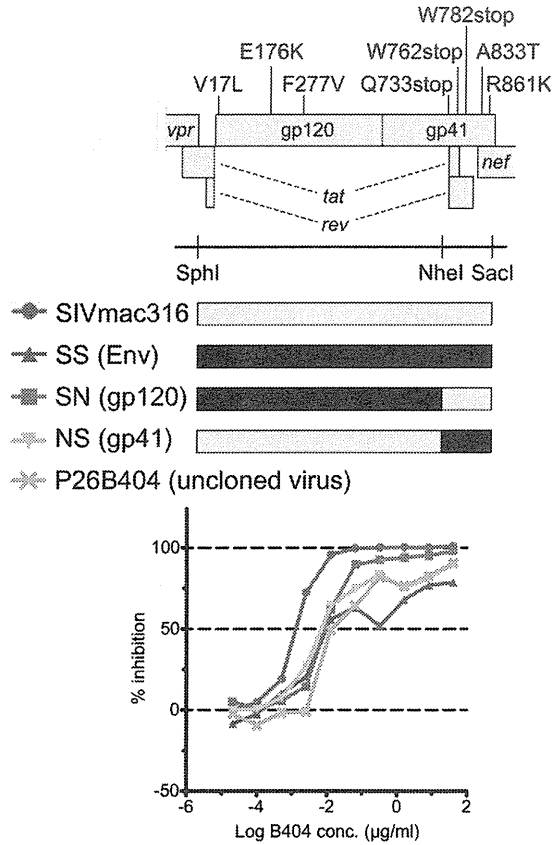 W782stop
E176K W762stop A833T
V17L F277V Q733stop R861K
vpr gp120 gp41
tat nef
rev
SphI NheI SacI
SIVmac316
SS (Env)
SN (gp120)
NS (gp41)
P26B404 (uncloned virus)
100
50
0
-50
% inhibition
-6 -4 -2 0 2
Log B404 conc. (µg/ml)